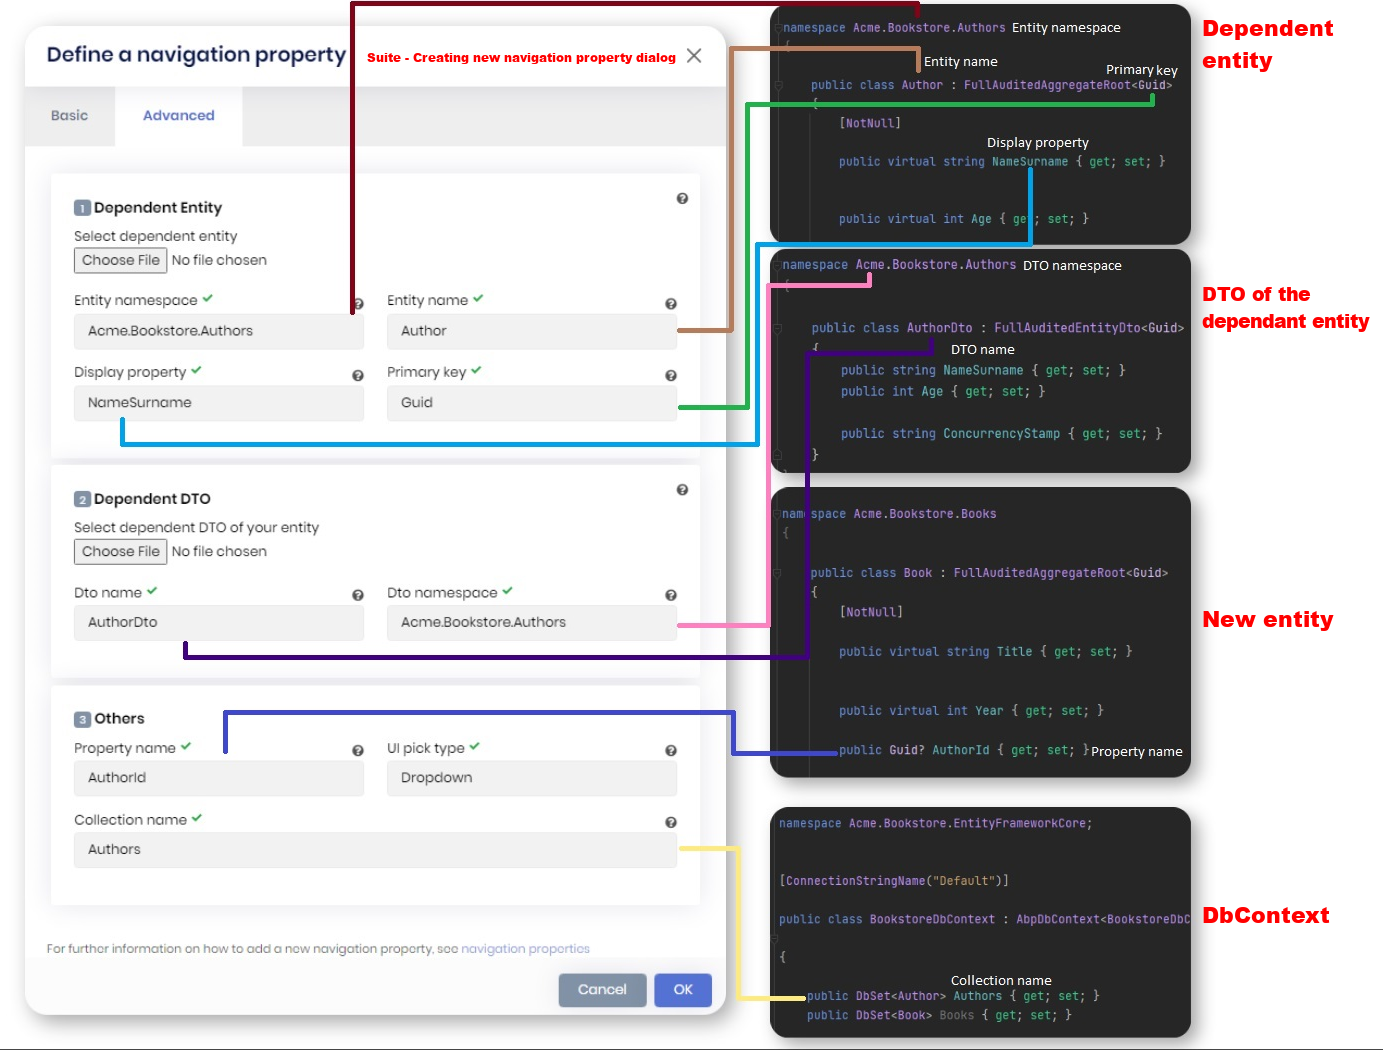 Define a navigation property
Suite - Creating new navigation property dialog
Basic
Advanced
1 Dependent Entity
Select dependent entity
Choose File No file chosen
Entity namespace
Acme.Bookstore.Authors
Entity name
Author
Display property
NameSurname
Primary key
Guid
2 Dependent DTO
Select dependent DTO of your entity
Choose File No file chosen
Dto name
AuthorDto
Dto namespace
Acme.Bookstore.Authors
3 Others
Property name
AuthorId
UI pick type
Dropdown
Collection name
Authors
For further information on how to add a new navigation property, see navigation properties
Cancel
OK
namespace Acme.Bookstore.Authors Entity namespace
{
Entity name
Primary key
public class Author : FullAuditedAggregateRoot<Guid>
{
[NotNull]
Display property
public virtual string NameSurname { get; set; }
public virtual int Age { get; set; }
Dependent
entity
namespace Acme.Bookstore.Authors DTO namespace
{
public class AuthorDto : FullAuditedEntityDto<Guid>
{
DTO name
public string NameSurname { get; set; }
public int Age { get; set; }
public string ConcurrencyStamp { get; set; }
}
DTO of the
dependant entity
namespace Acme.Bookstore.Books
{
public class Book : FullAuditedAggregateRoot<Guid>
{
[NotNull]
public virtual string Title { get; set; }
public virtual int Year { get; set; }
public Guid? AuthorId { get; set; } Property name
New entity
namespace Acme.Bookstore.EntityFrameworkCore;
[ConnectionStringName("Default")]
public class BookstoreDbContext : AbpDbContext<BookstoreDbC
{
Collection name
public DbSet<Author> Authors { get; set; }
public DbSet<Book> Books { get; set; }
DbContext